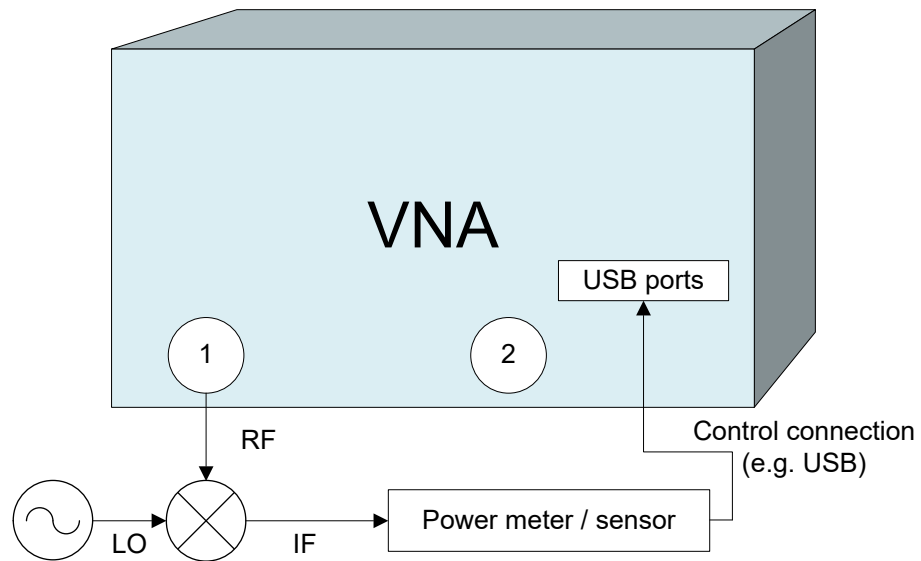 VNA
USB ports
1
2
RF
Control connection
(e.g. USB)
LO
IF
Power meter / sensor